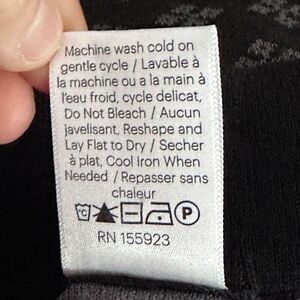 Machine wash cold on
gentle cycle / Lavable à
la machine ou a la main à
l'eau froid, cycle delicat,
Do Not Bleach / Aucun
javelisant, Reshape and
Lay Flat to Dry / Secher
à plat, Cool Iron When
Needed / Repasser sans
chaleur
P
RN 155923